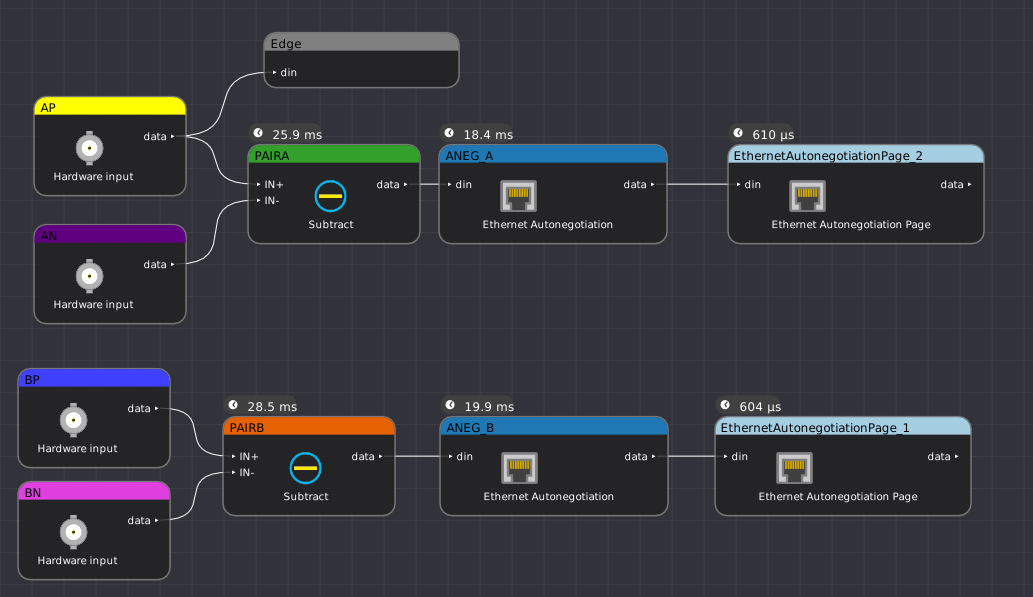 Edge
din
AP
data
Hardware input
25.9 ms
PAIRA
IN+
IN-
data
Subtract
18.4 ms
ANEG_A
din
data
Ethernet Autonegotiation
610 µs
EthernetAutonegotiationPage_2
din
data
Ethernet Autonegotiation Page
AN
data
Hardware input
BP
data
Hardware input
28.5 ms
PAIRB
IN+
IN-
data
Subtract
19.9 ms
ANEG_B
din
data
Ethernet Autonegotiation
604 µs
EthernetAutonegotiationPage_1
din
data
Ethernet Autonegotiation Page
BN
data
Hardware input